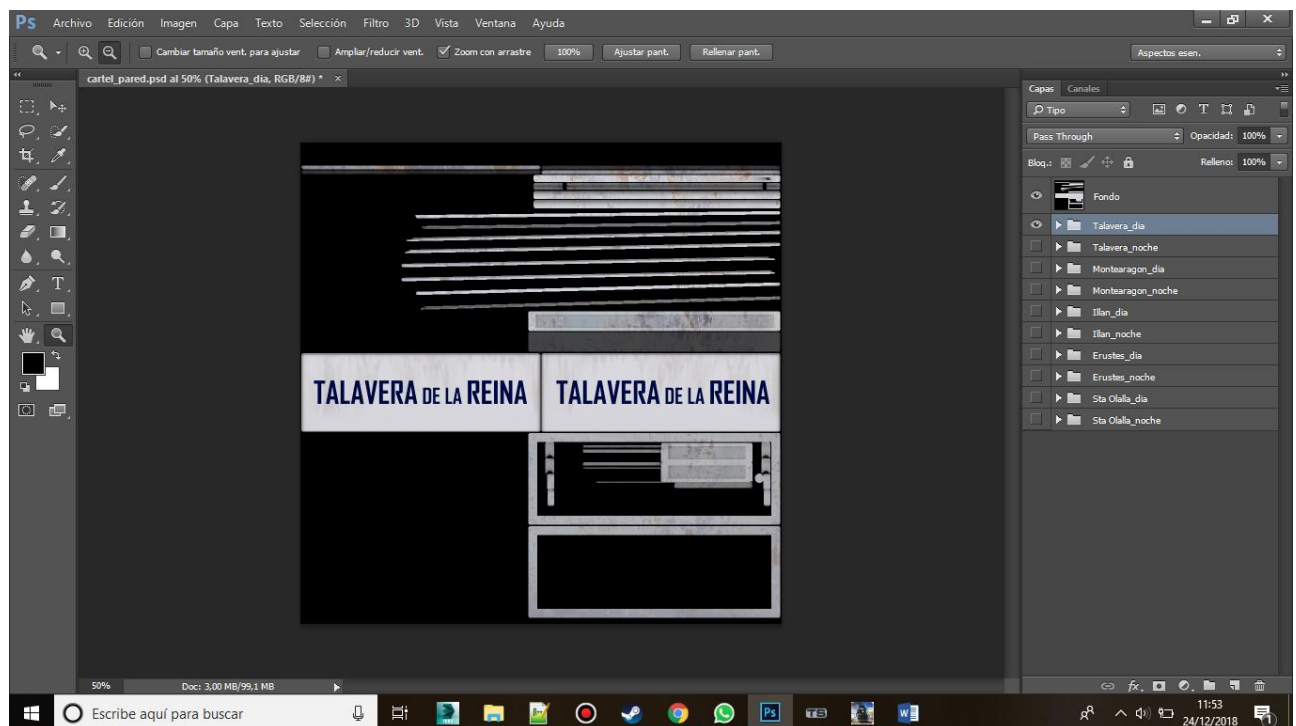 Ps Archivo Edición Imagen Capa Texto Selección Filtro 3D Vista Ventana Ayuda
Cambiar tamaño vent. para ajustar Ampliar/reducir vent. Zoom con arrastre 100% Ajustar pant. Rellenar pant. Aspectos esen.
cartel_pared.psd al 50% (Talavera_dia, RGB/8#) * ×
Capas Canales
Tipo
Pass Through Opacidad: 100%
Bloq.: Relleno: 100%
Fondo
Talavera_dia
Talavera_noche
Montearagon_dia
Montearagon_noche
Illan_dia
Illan_noche
Erustes_dia
Erustes_noche
Sta Olalla_dia
Sta Olalla_noche
TALAVERA DE LA REINA TALAVERA DE LA REINA
50% Doc: 3,00 MB/99,1 MB
Escribe aquí para buscar
Ps
TS
W
11:53
24/12/2018